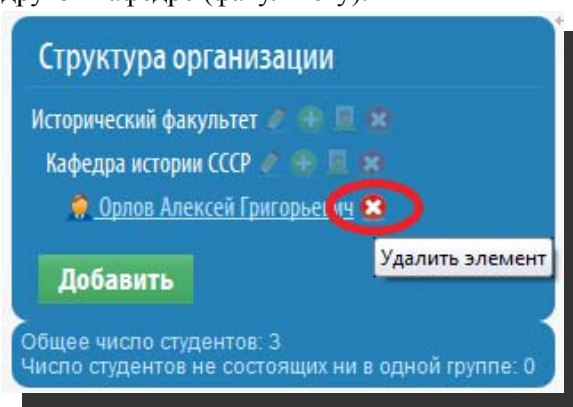 Структура организации
Исторический факультет
Кафедра истории СССР
Орлов Алексей Григорьевич
Удалить элемент
Добавить
Общее число студентов: 3
Число студентов не состоящих ни в одной группе: 0